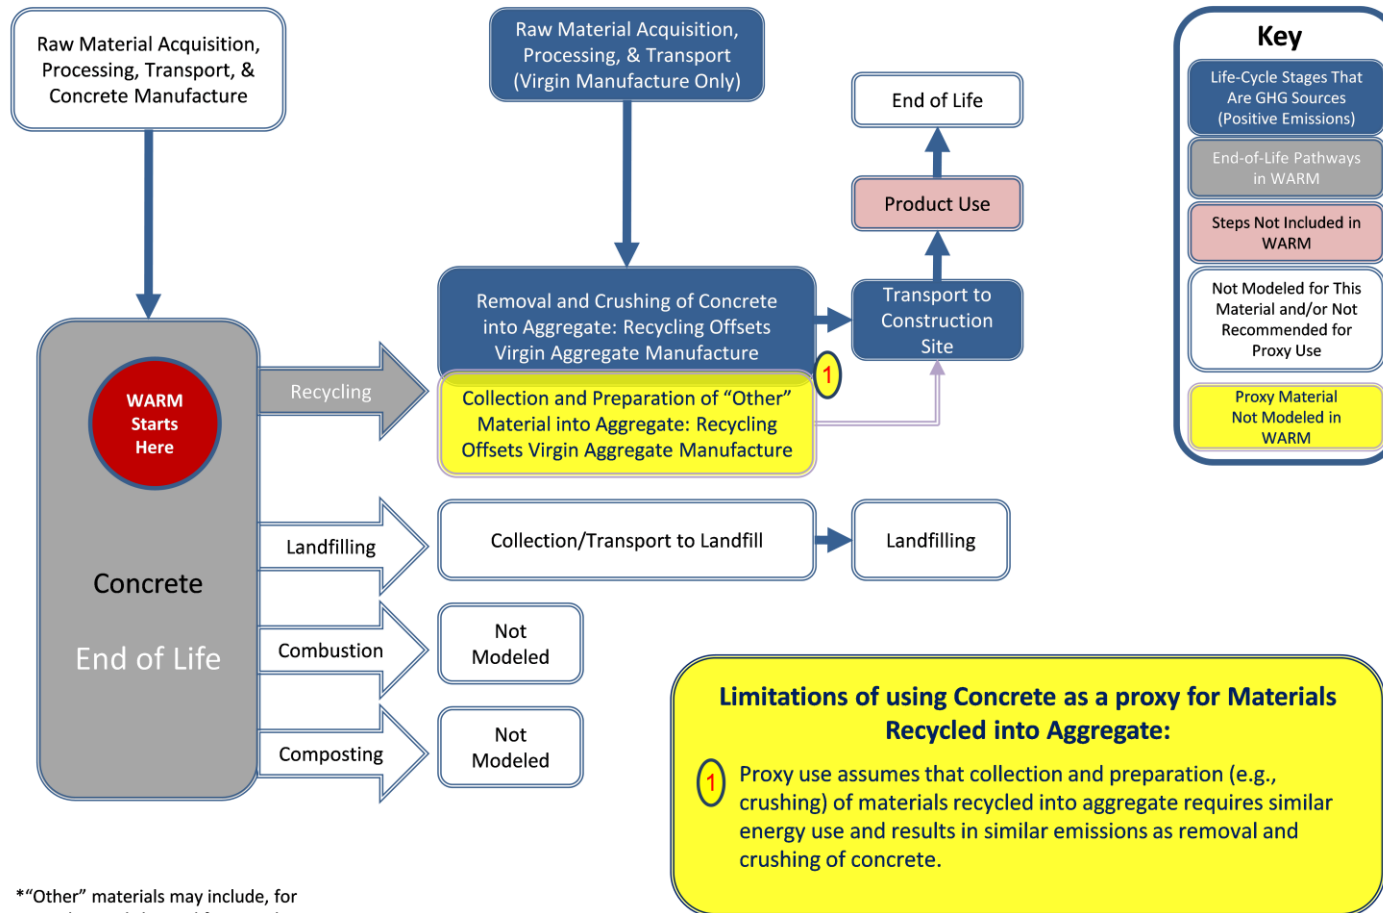 Raw Material Acquisition,
Processing, Transport, &
Concrete Manufacture
Raw Material Acquisition,
Processing, & Transport
(Virgin Manufacture Only)
End of Life
Product Use
Removal and Crushing of Concrete
into Aggregate: Recycling Offsets
Virgin Aggregate Manufacture
Transport to
Construction
Site
1
Collection and Preparation of “Other”
Material into Aggregate: Recycling
Offsets Virgin Aggregate Manufacture
WARM
Starts
Here
Recycling
Landfilling
Collection/Transport to Landfill
Landfilling
Concrete
End of Life
Combustion
Not
Modeled
Composting
Not
Modeled
Key
Life-Cycle Stages That
Are GHG Sources
(Positive Emissions)
End-of-Life Pathways
in WARM
Steps Not Included in
WARM
Not Modeled for This
Material and/or Not
Recommended for
Proxy Use
Proxy Material
Not Modeled in
WARM
Limitations of using Concrete as a proxy for Materials
Recycled into Aggregate:
1 Proxy use assumes that collection and preparation (e.g.,
crushing) of materials recycled into aggregate requires similar
energy use and results in similar emissions as removal and
crushing of concrete.
*“Other” materials may include, for